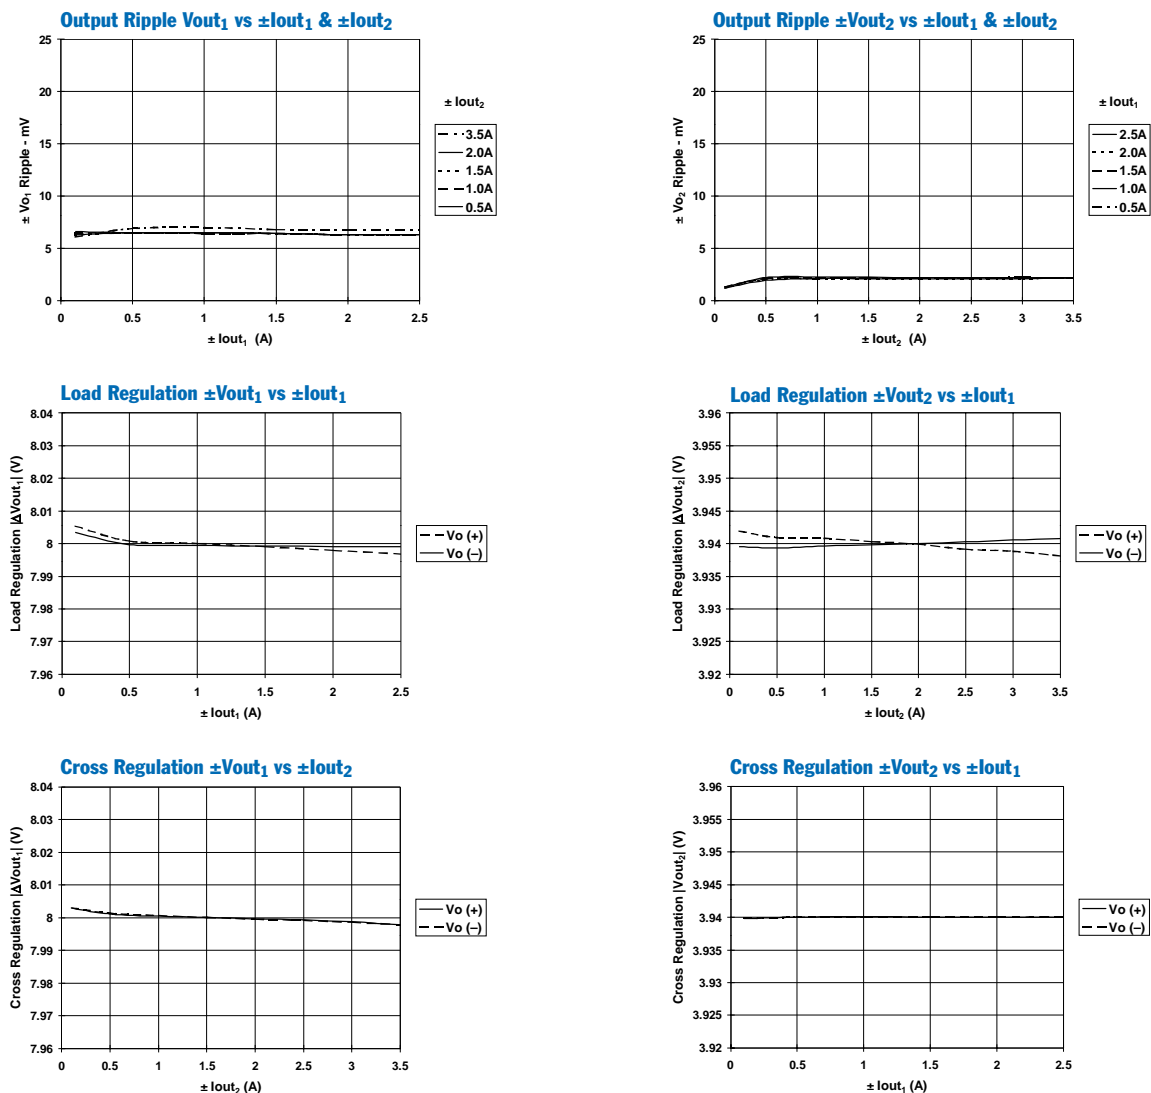 Output Ripple Vout1 vs ±Iout1 & ±Iout2
25
20
15
10
5
0
± Vo1 Ripple - mV
0 0.5 1 1.5 2 2.5
± Iout1 (A)
± Iout2
3.5A
2.0A
1.5A
1.0A
0.5A
Output Ripple ±Vout2 vs ±Iout1 & ±Iout2
25
20
15
10
5
0
± Vo2 Ripple - mV
0 0.5 1 1.5 2 2.5 3 3.5
± Iout2 (A)
± Iout1
2.5A
2.0A
1.5A
1.0A
0.5A
Load Regulation ±Vout1 vs ±Iout1
8.04
8.03
8.02
8.01
8
7.99
7.98
7.97
7.96
Load Regulation |ΔVout1| (V)
0 0.5 1 1.5 2 2.5
± Iout1 (A)
Vo (+)
Vo (–)
Load Regulation ±Vout2 vs ±Iout1
3.96
3.955
3.95
3.945
3.94
3.935
3.93
3.925
3.92
Load Regulation |ΔVout2| (V)
0 0.5 1 1.5 2 2.5 3 3.5
± Iout2 (A)
Vo (+)
Vo (–)
Cross Regulation ±Vout1 vs ±Iout2
8.04
8.03
8.02
8.01
8
7.99
7.98
7.97
7.96
Cross Regulation |ΔVout1| (V)
0 0.5 1 1.5 2 2.5 3 3.5
± Iout2 (A)
Vo (+)
Vo (–)
Cross Regulation ±Vout2 vs ±Iout1
3.96
3.955
3.95
3.945
3.94
3.935
3.93
3.925
3.92
Cross Regulation |Vout2| (V)
0 0.5 1 1.5 2 2.5
± Iout1 (A)
Vo (+)
Vo (–)